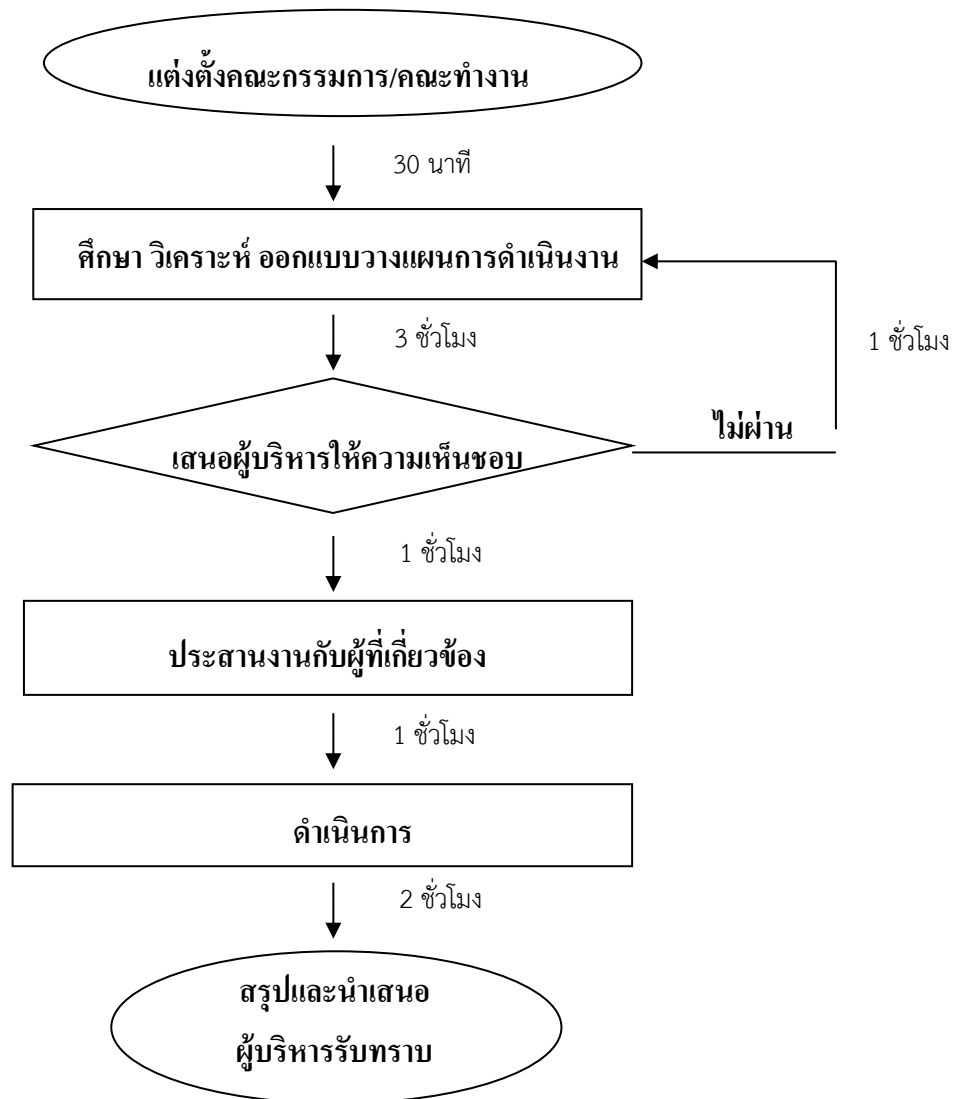 แต่งตั้งคณะกรรมการ/คณะทำงาน
30 นาที
ศึกษา วิเคราะห์ ออกแบบวางแผนการดำเนินงาน
3 ชั่วโมง
1 ชั่วโมง
ไม่ผ่าน
เสนอผู้บริหารให้ความเห็นชอบ
1 ชั่วโมง
ประสานงานกับผู้ที่เกี่ยวข้อง
1 ชั่วโมง
ดำเนินการ
2 ชั่วโมง
สรุปและนำเสนอ
ผู้บริหารรับทราบ